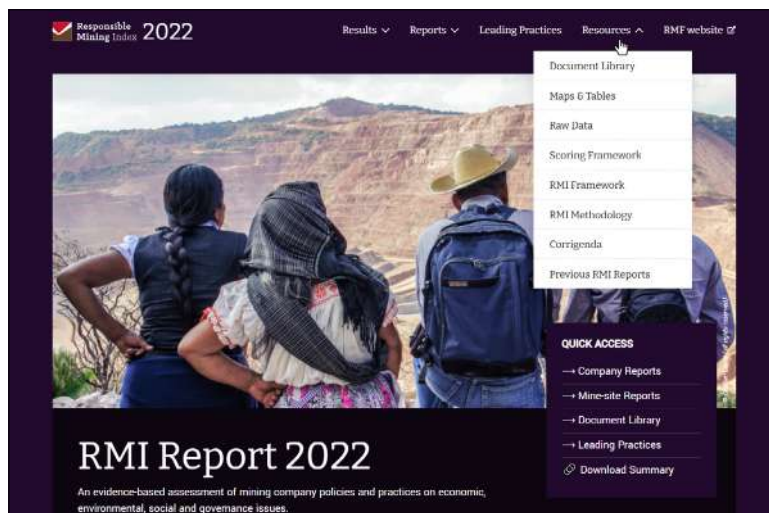 Responsible
Mining Index 2022
Results
Reports
Leading Practices
Resources
RMF website
Document Library
Maps & Tables
Raw Data
Scoring Framework
RMI Framework
RMI Methodology
Corrigenda
Previous RMI Reports
QUICK ACCESS
→ Company Reports
→ Mine-site Reports
→ Document Library
→ Leading Practices
Download Summary
RMI Report 2022
An evidence-based assessment of mining company policies and practices on economic,
environmental, social and governance issues.